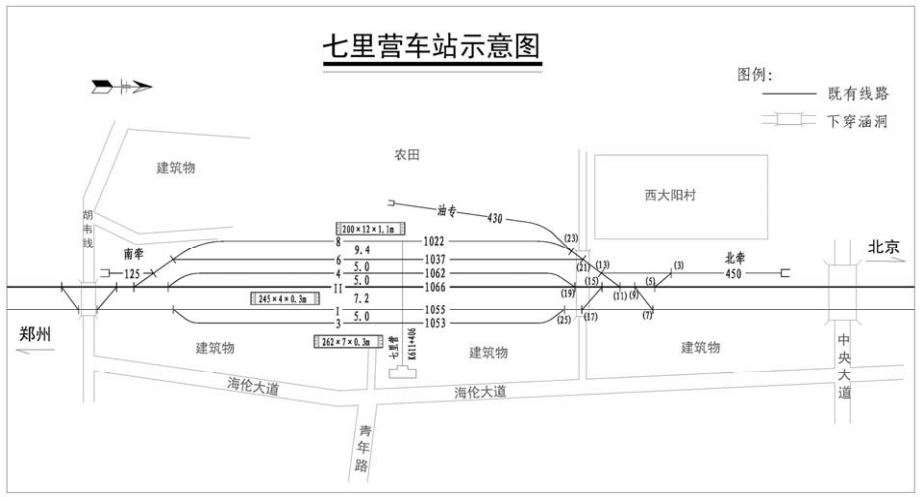 七里营车站示意图
图例：
既有线路
下穿涵洞
建筑物
农田
西大阳村
胡韦线
油专
430
200×12×1.1m
8
1022
9.4
6
1037
5.0
4
1062
5.0
II
1066
7.2
I
1055
5.0
3
1053
南牵
125
245×4×0.3m
262×7×0.3m
(23)
(21)
(13)
(3)
北牵
450
(15)
(5)
(19)
(11)
(9)
(25)
(17)
(7)
北京
郑州
建筑物
七里营
K611+406
建筑物
建筑物
中央大道
海伦大道
海伦大道
青年路